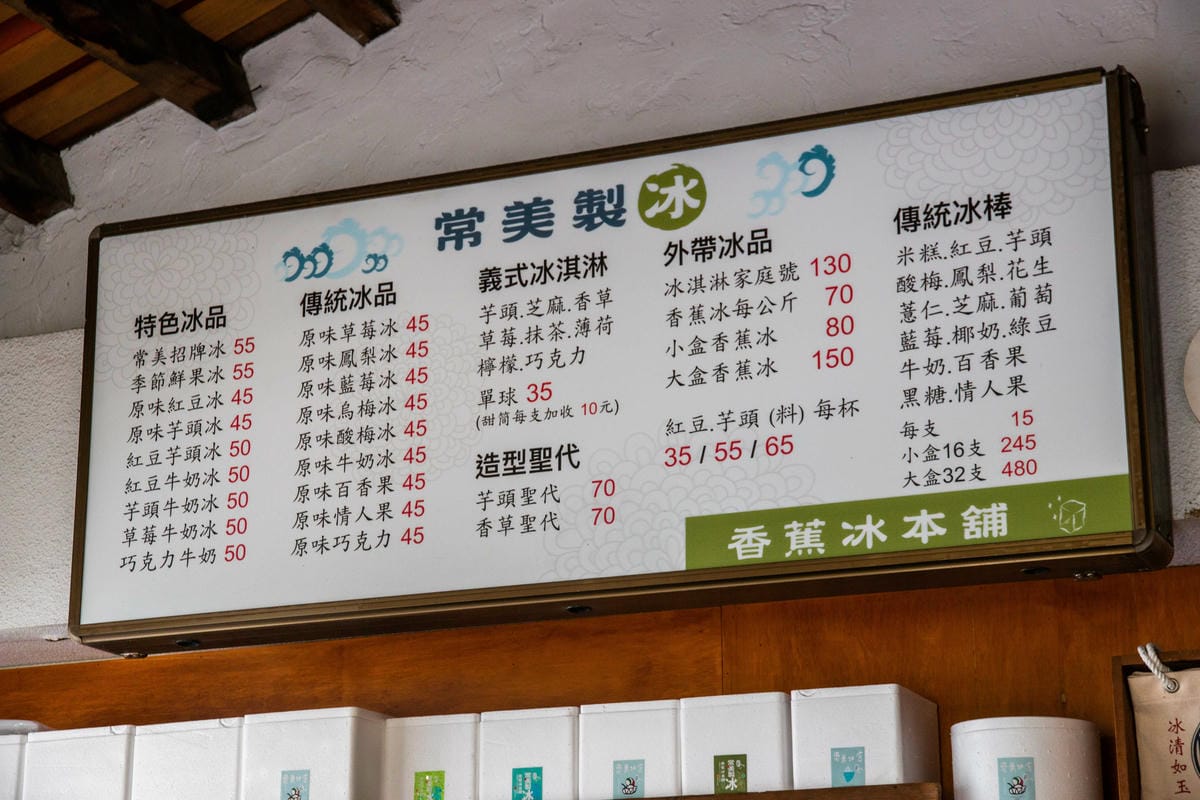 常美製冰
特色冰品
常美招牌冰 55
季節鮮果冰 55
原味紅豆冰 45
原味芋頭冰 45
紅豆芋頭冰 50
紅豆牛奶冰 50
芋頭牛奶冰 50
草莓牛奶冰 50
巧克力牛奶 50
傳統冰品
原味草莓冰 45
原味鳳梨冰 45
原味藍莓冰 45
原味烏梅冰 45
原味酸梅冰 45
原味牛奶冰 45
原味百香果 45
原味情人果 45
原味巧克力 45
義式冰淇淋
芋頭.芝麻.香草
草莓.抹茶.薄荷
檸檬.巧克力
單球 35
(甜筒每支加收 10元)
造型聖代
芋頭聖代 70
香草聖代 70
外帶冰品
冰淇淋家庭號 130
香蕉冰每公斤 70
小盒香蕉冰 80
大盒香蕉冰 150
紅豆.芋頭 (料) 每杯
35 / 55 / 65
傳統冰棒
米糕.紅豆.芋頭
酸梅.鳳梨.花生
薏仁.芝麻.葡萄
藍莓.椰奶.綠豆
牛奶.百香果
黑糖.情人果
每支 15
小盒16支 245
大盒32支 480
香蕉冰本舖
冰清如玉